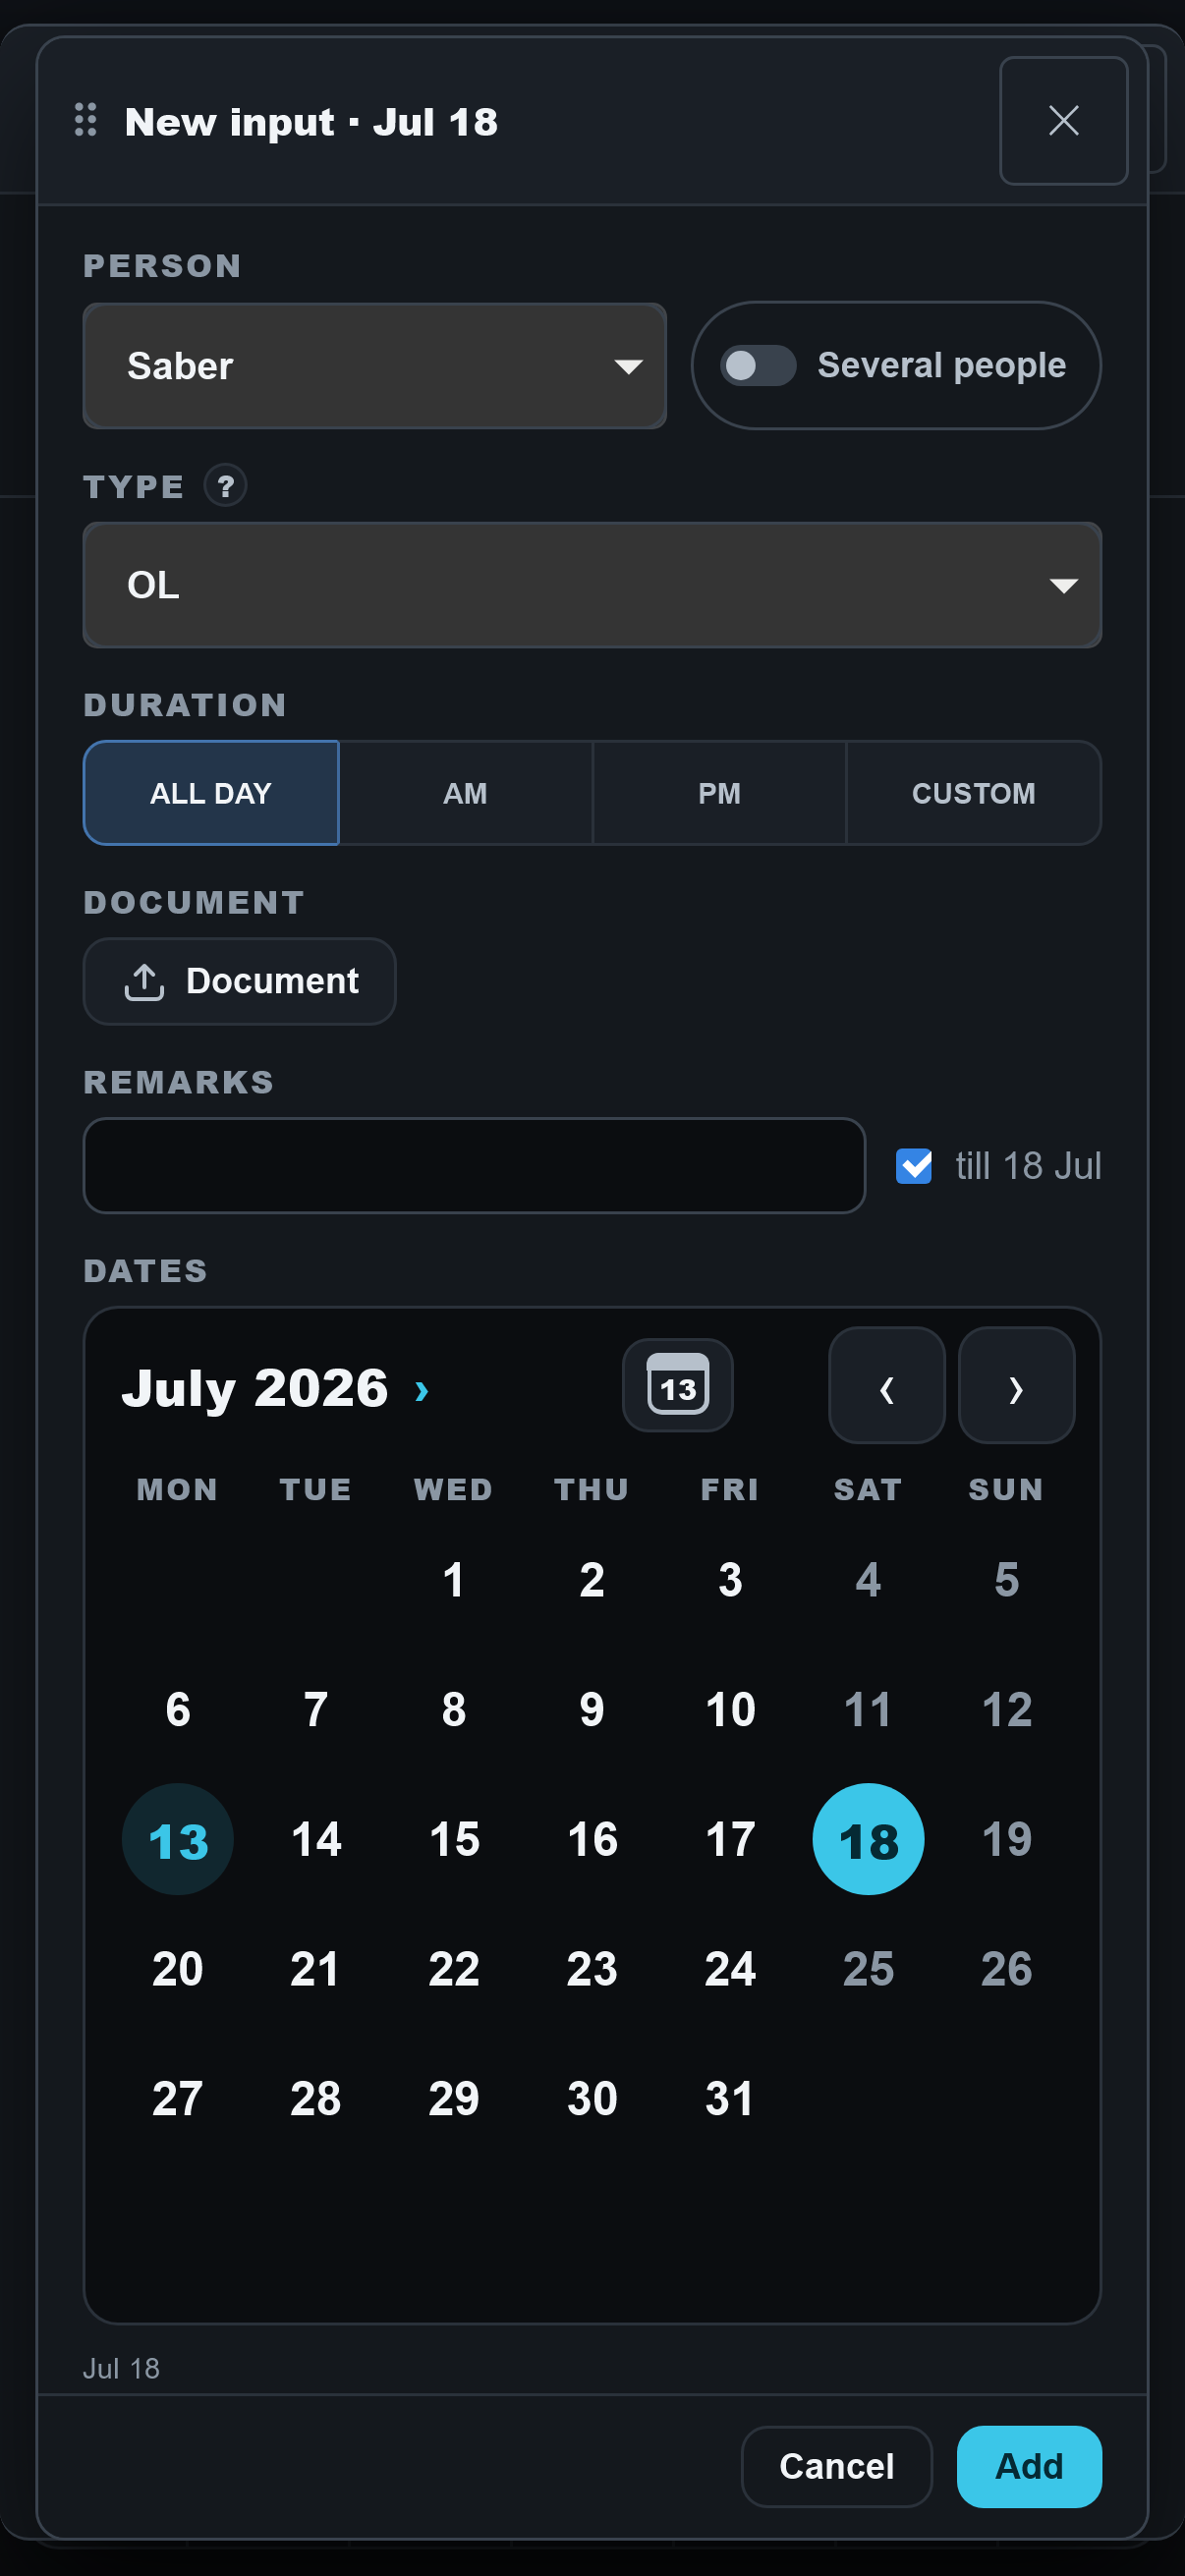 New input · Jul 18
PERSON
Saber
Several people
TYPE ?
OL
DURATION
ALL DAY AM PM CUSTOM
DOCUMENT
Document
REMARKS
till 18 Jul
DATES
July 2026 › 13 ‹ ›
MON TUE WED THU FRI SAT SUN
1 2 3 4 5
6 7 8 9 10 11 12
13 14 15 16 17 18 19
20 21 22 23 24 25 26
27 28 29 30 31
Jul 18
Cancel Add